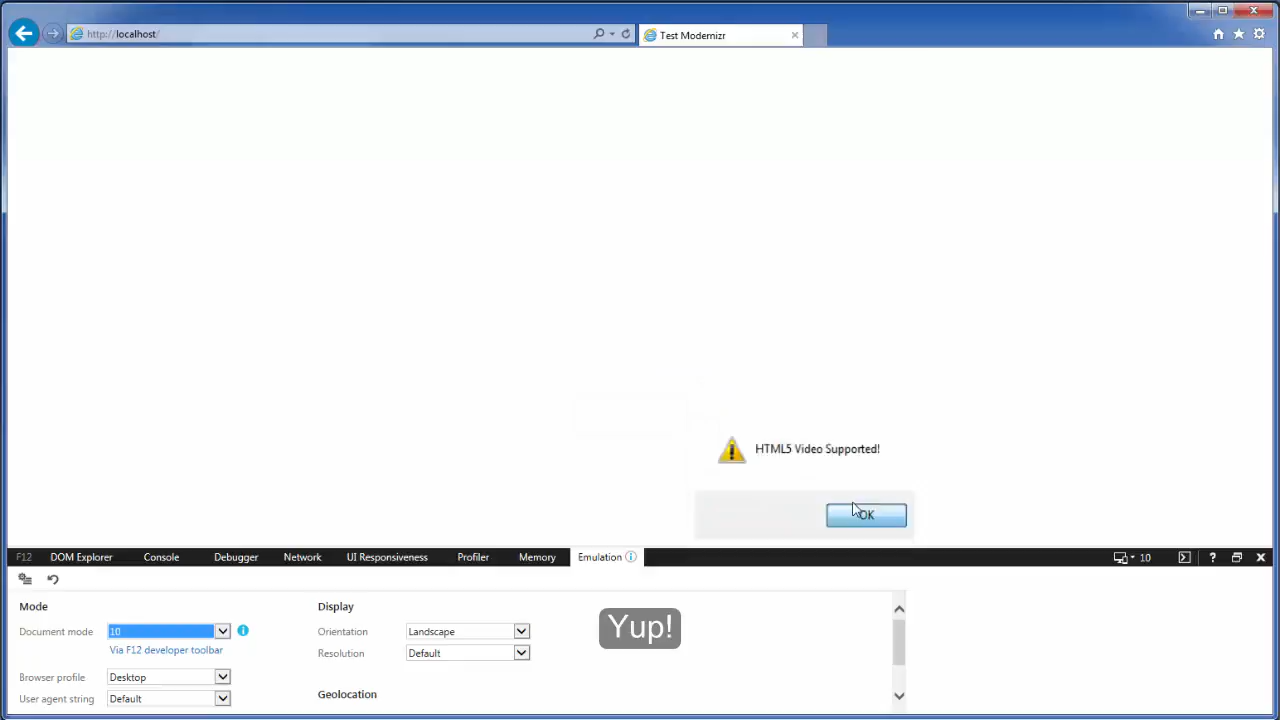 http://localhost/
Test Modernizr
HTML5 Video Supported!
OK
F12 DOM Explorer Console Debugger Network UI Responsiveness Profiler Memory Emulation 10
Mode
Display
Document mode 10
Orientation Landscape
Via F12 developer toolbar
Resolution Default
Browser profile Desktop
User agent string Default
Geolocation
Yup!